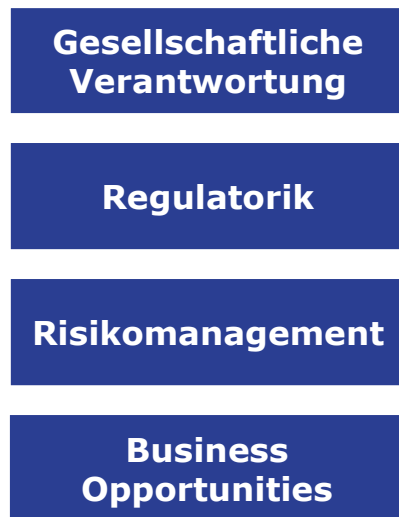 Gesellschaftliche
Verantwortung
Regulatorik
Risikomanagement
Business
Opportunities